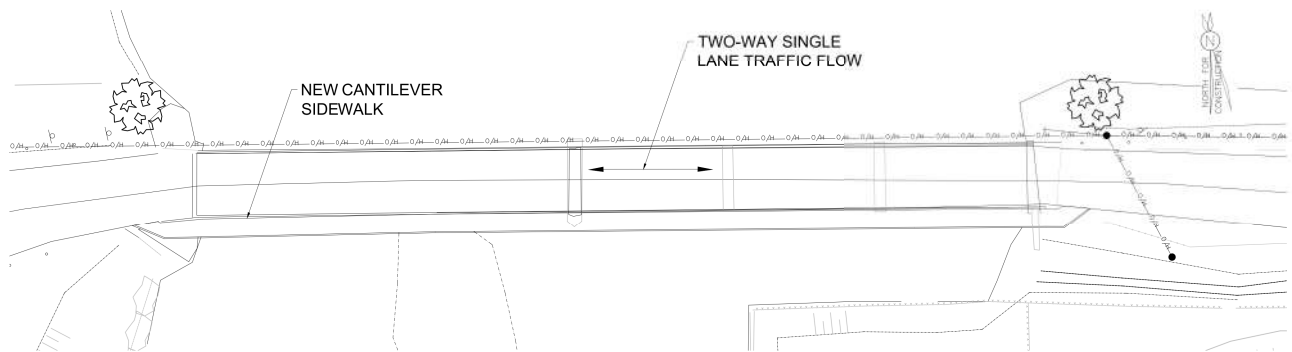 TWO-WAY SINGLE
LANE TRAFFIC FLOW
NEW CANTILEVER
SIDEWALK
N
NORTH FOR
CONSTRUCTION
O/H O/H O/H O/H O/H O/H O/H O/H O/H O/H O/H O/H O/H O/H O/H O/H O/H O/H O/H O/H O/H O/H O/H O/H O/H O/H O/H O/H O/H O/H O/H O/H O/H O/H O/H O/H O/H O/H O/H O/H O/H O/H O/H O/H O/H O/H O/H O/H O/H
O/H O/H O/H O/H O/H